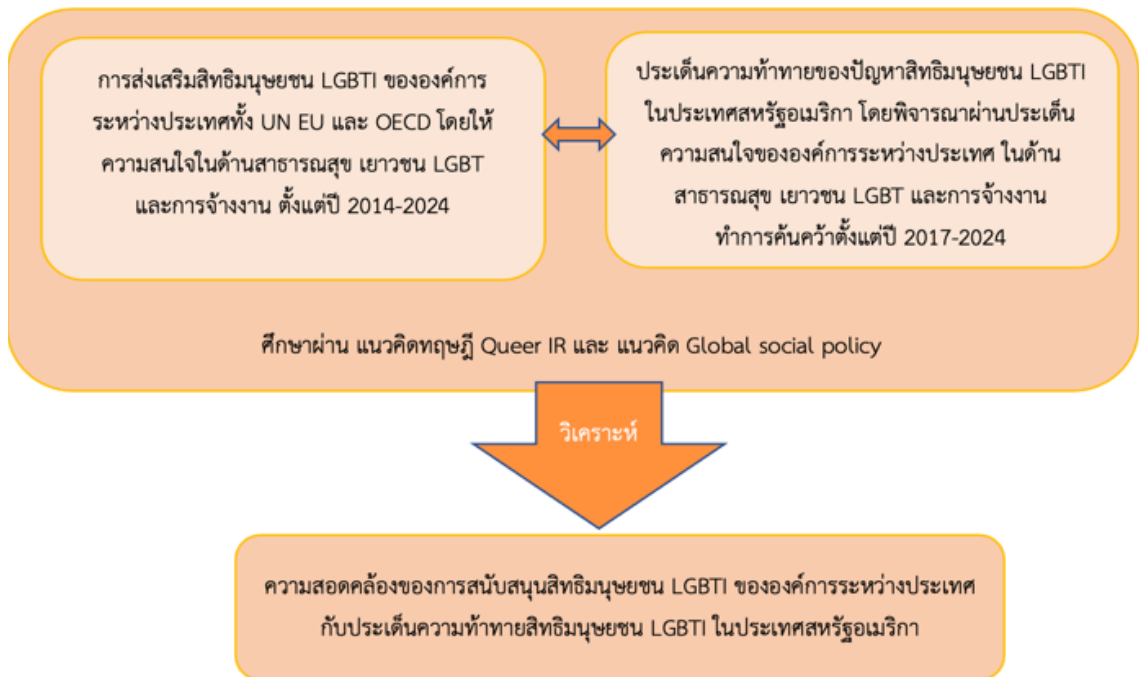 การส่งเสริมสิทธิมนุษยชน LGBTI ขององค์การ
ระหว่างประเทศทั้ง UN EU และ OECD โดยให้
ความสนใจในด้านสาธารณสุข เยาวชน LGBT
และการจ้างงาน ตั้งแต่ปี 2014-2024
ประเด็นความท้าทายของปัญหาสิทธิมนุษยชน LGBTI
ในประเทศสหรัฐอเมริกา โดยพิจารณาผ่านประเด็น
ความสนใจขององค์การระหว่างประเทศ ในด้าน
สาธารณสุข เยาวชน LGBT และการจ้างงาน
ทำการค้นคว้าตั้งแต่ปี 2017-2024
ศึกษาผ่าน แนวคิดทฤษฎี Queer IR และ แนวคิด Global social policy
วิเคราะห์
ความสอดคล้องของการสนับสนุนสิทธิมนุษยชน LGBTI ขององค์การระหว่างประเทศ
กับประเด็นความท้าทายสิทธิมนุษยชน LGBTI ในประเทศสหรัฐอเมริกา